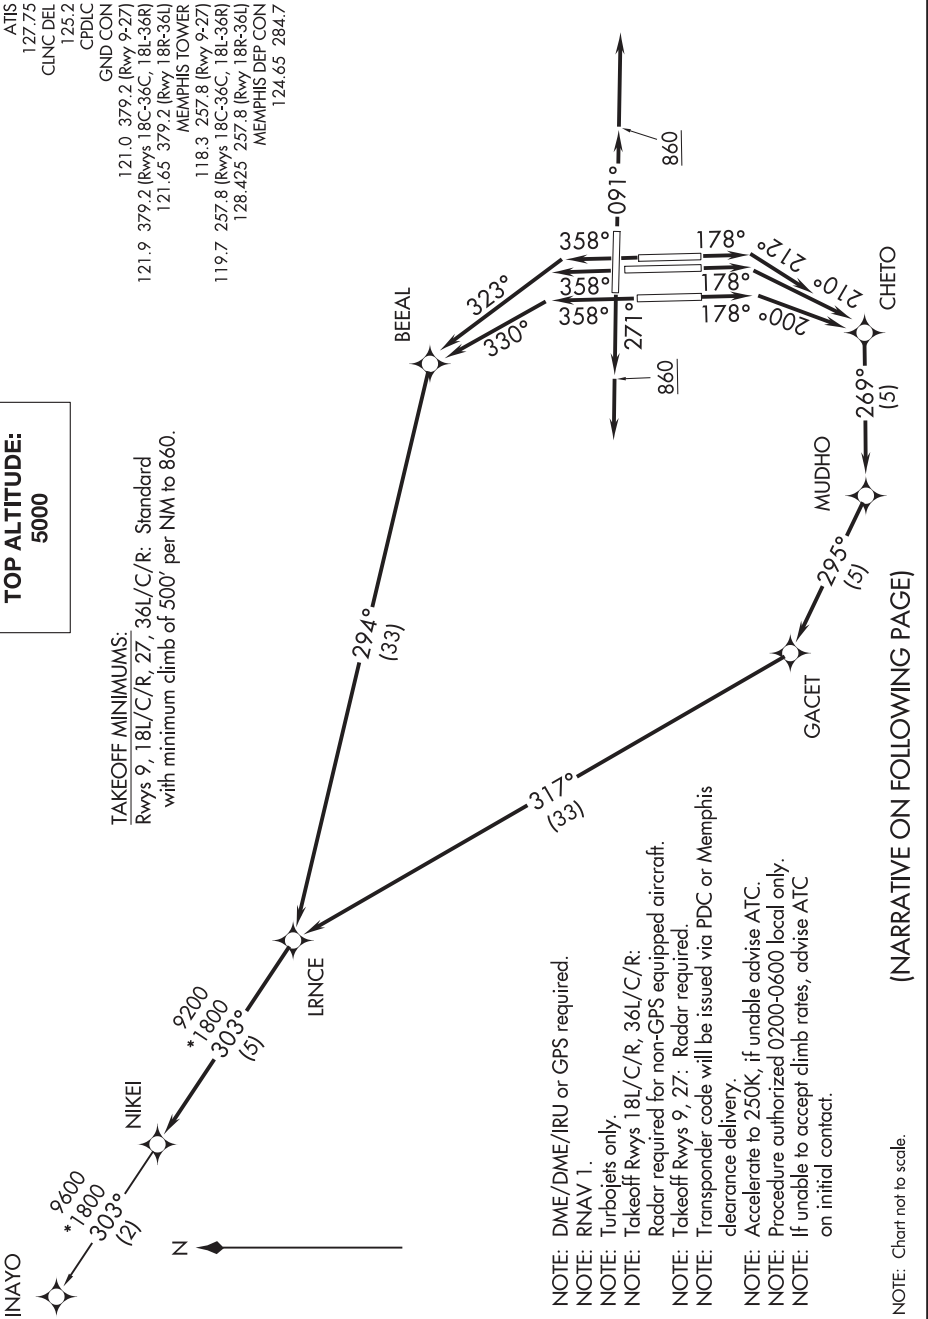 ATIS
127.75
CLNC DEL
125.2
CPDLC
GND CON
121.0 379.2 (Rwy 9-27)
121.9 379.2 (Rwys 18C-36C, 18L-36R)
121.65 379.2 (Rwy 18R-36L)
MEMPHIS TOWER
118.3 257.8 (Rwy 9-27)
119.7 257.8 (Rwys 18C-36C, 18L-36R)
128.425 257.8 (Rwy 18R-36L)
MEMPHIS DEP CON
124.65 284.7
TOP ALTITUDE:
5000
TAKEOFF MINIMUMS:
Rwys 9, 18L/C/R, 27, 36L/C/R: Standard
with minimum climb of 500' per NM to 860.
INAYO
9600
*1800
303°
(2)
NIKEI
9200
*1800
303°
(5)
LRNCE
294°
(33)
BEEAL
323°
330°
358°
358°
358°
091°
860
271°
860
178°
178°
178°
212°
210°
200°
CHETO
269°
(5)
MUDHO
295°
(5)
GACET
317°
(33)
N
NOTE: DME/DME/IRU or GPS required.
NOTE: RNAV 1.
NOTE: Turbojets only.
NOTE: Takeoff Rwys 18L/C/R, 36L/C/R:
Radar required for non-GPS equipped aircraft.
NOTE: Takeoff Rwys 9, 27: Radar required.
NOTE: Transponder code will be issued via PDC or Memphis
clearance delivery.
NOTE: Accelerate to 250K, if unable advise ATC.
NOTE: Procedure authorized 0200-0600 local only.
NOTE: If unable to accept climb rates, advise ATC
on initial contact.
(NARRATIVE ON FOLLOWING PAGE)
NOTE: Chart not to scale.